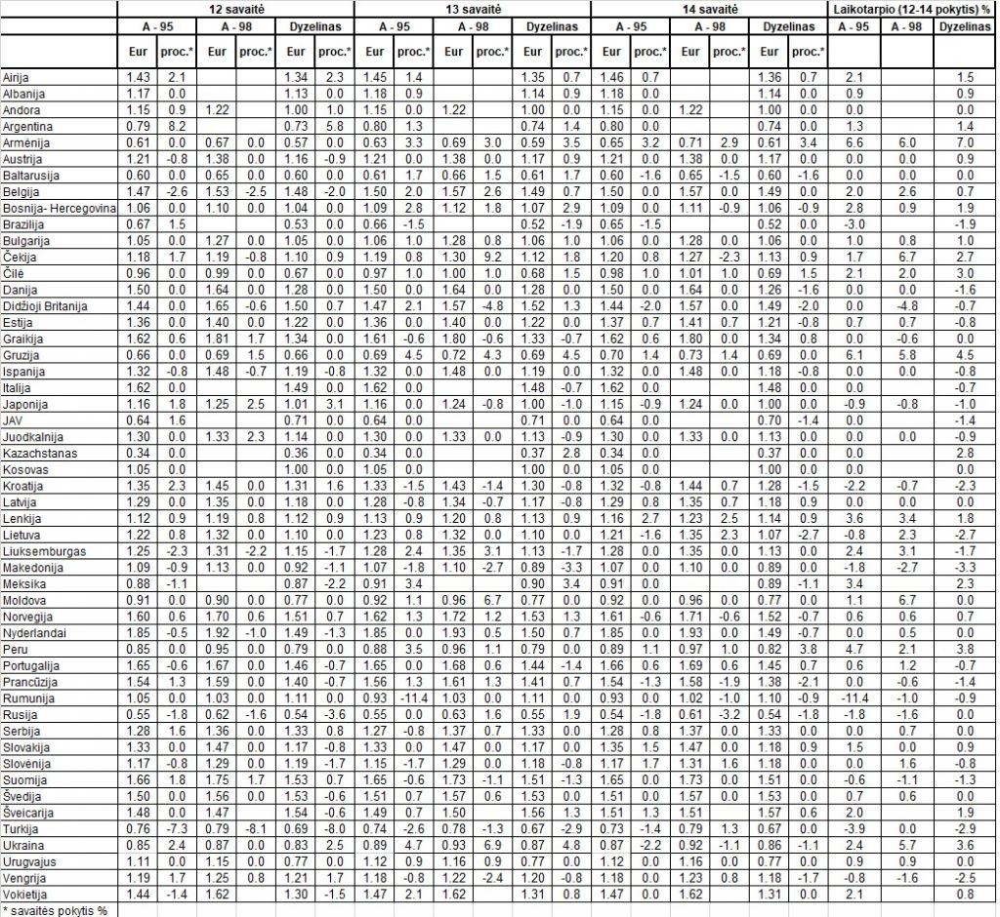 12 savaitė 13 savaitė 14 savaitė Laikotarpio (12-14 pokytis) %
A - 95 A - 98 Dyzelinas A - 95 A - 98 Dyzelinas A - 95 A - 98 Dyzelinas A - 95 A - 98 Dyzelinas
Eur proc.* Eur proc.* Eur proc.* Eur proc.* Eur proc.* Eur proc.* Eur proc.* Eur proc.* Eur proc.*
Airija 1.43 2.1 1.34 2.3 1.45 1.4 1.35 0.7 1.46 0.7 1.36 0.7 2.1 1.5
Albanija 1.17 0.0 1.13 0.0 1.18 0.9 1.14 0.9 1.18 0.0 1.14 0.0 0.9 0.9
Andora 1.15 0.9 1.22 1.00 1.0 1.15 0.0 1.22 1.00 0.0 1.15 0.0 1.22 1.00 0.0 0.0 0.0
Argentina 0.79 8.2 0.73 5.8 0.80 1.3 0.74 1.4 0.80 0.0 0.74 0.0 1.3 1.4
Armėnija 0.61 0.0 0.67 0.0 0.57 0.0 0.63 3.3 0.69 3.0 0.59 3.5 0.65 3.2 0.71 2.9 0.61 3.4 6.6 6.0 7.0
Austrija 1.21 -0.8 1.38 0.0 1.16 -0.9 1.21 0.0 1.38 0.0 1.17 0.9 1.21 0.0 1.38 0.0 1.17 0.0 0.0 0.0 0.9
Baltarusija 0.60 0.0 0.65 0.0 0.60 0.0 0.61 1.7 0.66 1.5 0.61 1.7 0.60 -1.6 0.65 -1.5 0.60 -1.6 0.0 0.0 0.0
Belgija 1.47 -2.6 1.53 -2.5 1.48 -2.0 1.50 2.0 1.57 2.6 1.49 0.7 1.50 0.0 1.57 0.0 1.49 0.0 2.0 2.6 0.7
Bosnija- Hercegovina 1.06 0.0 1.10 0.0 1.04 0.0 1.09 2.8 1.12 1.8 1.07 2.9 1.09 0.0 1.11 -0.9 1.06 -0.9 2.8 0.9 1.9
Brazilija 0.67 1.5 0.53 0.0 0.66 -1.5 0.52 -1.9 0.65 -1.5 0.52 0.0 -3.0 -1.9
Bulgarija 1.05 0.0 1.27 0.0 1.05 0.0 1.06 1.0 1.28 0.8 1.06 1.0 1.06 0.0 1.28 0.0 1.06 0.0 1.0 0.8 1.0
Čekija 1.18 1.7 1.19 -0.8 1.10 0.9 1.19 0.8 1.30 9.2 1.12 1.8 1.20 0.8 1.27 -2.3 1.13 0.9 1.7 6.7 2.7
Čilė 0.96 0.0 0.99 0.0 0.67 0.0 0.97 1.0 1.00 1.0 0.68 1.5 0.98 1.0 1.01 1.0 0.69 1.5 2.1 2.0 3.0
Danija 1.50 0.0 1.64 0.0 1.28 0.0 1.50 0.0 1.64 0.0 1.28 0.0 1.50 0.0 1.64 0.0 1.26 -1.6 0.0 0.0 -1.6
Didžioji Britanija 1.44 0.0 1.65 -0.6 1.50 0.7 1.47 2.1 1.57 -4.8 1.52 1.3 1.44 -2.0 1.57 0.0 1.49 -2.0 0.0 -4.8 -0.7
Estija 1.36 0.0 1.40 0.0 1.22 0.0 1.36 0.0 1.40 0.0 1.22 0.0 1.37 0.7 1.41 0.7 1.21 -0.8 0.7 0.7 -0.8
Graikija 1.62 0.6 1.81 1.7 1.34 0.0 1.61 -0.6 1.80 -0.6 1.33 -0.7 1.62 0.6 1.80 0.0 1.34 0.8 0.0 -0.6 0.0
Gruzija 0.66 0.0 0.69 1.5 0.66 0.0 0.69 4.5 0.72 4.3 0.69 4.5 0.70 1.4 0.73 1.4 0.69 0.0 6.1 5.8 4.5
Ispanija 1.32 -0.8 1.48 -0.7 1.19 -0.8 1.32 0.0 1.48 0.0 1.19 0.0 1.32 0.0 1.48 0.0 1.18 -0.8 0.0 0.0 -0.8
Italija 1.62 0.0 1.49 0.0 1.62 0.0 1.48 -0.7 1.62 0.0 1.48 0.0 0.0 -0.7
Japonija 1.16 1.8 1.25 2.5 1.01 3.1 1.16 0.0 1.24 -0.8 1.00 -1.0 1.15 -0.9 1.24 0.0 1.00 0.0 -0.9 -0.8 -1.0
JAV 0.64 1.6 0.71 0.0 0.64 0.0 0.71 0.0 0.64 0.0 0.70 -1.4 0.0 -1.4
Juodkalnija 1.30 0.0 1.33 2.3 1.14 0.0 1.30 0.0 1.33 0.0 1.13 -0.9 1.30 0.0 1.33 0.0 1.13 0.0 0.0 0.0 -0.9
Kazachstanas 0.34 0.0 0.36 0.0 0.34 0.0 0.37 2.8 0.34 0.0 0.37 0.0 0.0 2.8
Kosovas 1.05 0.0 1.00 0.0 1.05 0.0 1.00 0.0 1.05 0.0 1.00 0.0 0.0 0.0
Kroatija 1.35 2.3 1.45 0.0 1.31 1.6 1.33 -1.5 1.43 -1.4 1.30 -0.8 1.32 -0.8 1.44 0.7 1.28 -1.5 -2.2 -0.7 -2.3
Latvija 1.29 0.0 1.35 0.0 1.18 0.0 1.28 -0.8 1.34 -0.7 1.17 -0.8 1.29 0.8 1.35 0.7 1.18 0.9 0.0 0.0 0.0
Lenkija 1.12 0.9 1.19 0.8 1.12 0.9 1.13 0.9 1.20 0.8 1.13 0.9 1.16 2.7 1.23 2.5 1.14 0.9 3.6 3.4 1.8
Lietuva 1.22 0.8 1.32 0.0 1.10 0.0 1.23 0.8 1.32 0.0 1.10 0.0 1.21 -1.6 1.35 2.3 1.07 -2.7 -0.8 2.3 -2.7
Liuksemburgas 1.25 -2.3 1.31 -2.2 1.15 -1.7 1.28 2.4 1.35 3.1 1.13 -1.7 1.28 0.0 1.35 0.0 1.13 0.0 2.4 3.1 -1.7
Makedonija 1.09 -0.9 1.13 0.0 0.92 -1.1 1.07 -1.8 1.10 -2.7 0.89 -3.3 1.07 0.0 1.10 0.0 0.89 0.0 -1.8 -2.7 -3.3
Meksika 0.88 -1.1 0.87 -2.2 0.91 3.4 0.90 3.4 0.91 0.0 0.89 -1.1 3.4 2.3
Moldova 0.91 0.0 0.90 0.0 0.77 0.0 0.92 1.1 0.96 6.7 0.77 0.0 0.92 0.0 0.96 0.0 0.77 0.0 1.1 6.7 0.0
Norvegija 1.60 0.6 1.70 0.6 1.51 0.7 1.62 1.3 1.72 1.2 1.53 1.3 1.61 -0.6 1.71 -0.6 1.52 -0.7 0.6 0.6 0.7
Nyderlandai 1.85 -0.5 1.92 -1.0 1.49 -1.3 1.85 0.0 1.93 0.5 1.50 0.7 1.85 0.0 1.93 0.0 1.49 -0.7 0.0 0.5 0.0
Peru 0.85 0.0 0.95 0.0 0.79 0.0 0.88 3.5 0.96 1.1 0.79 0.0 0.89 1.1 0.97 1.0 0.82 3.8 4.7 2.1 3.8
Portugalija 1.65 -0.6 1.67 0.0 1.46 -0.7 1.65 0.0 1.68 0.6 1.44 -1.4 1.66 0.6 1.69 0.6 1.45 0.7 0.6 1.2 -0.7
Prancūzija 1.54 1.3 1.59 0.0 1.40 -0.7 1.56 1.3 1.61 1.3 1.41 0.7 1.54 -1.3 1.58 -1.9 1.38 -2.1 0.0 -0.6 -1.4
Rumunija 1.05 0.0 1.03 0.0 1.11 0.0 0.93 -11.4 1.03 0.0 1.11 0.0 0.93 0.0 1.02 -1.0 1.10 -0.9 -11.4 -1.0 -0.9
Rusija 0.55 -1.8 0.62 -1.6 0.54 -3.6 0.55 0.0 0.63 1.6 0.55 1.9 0.54 -1.8 0.61 -3.2 0.54 -1.8 -1.8 -1.6 0.0
Serbija 1.28 1.6 1.36 0.0 1.33 0.8 1.27 -0.8 1.37 0.7 1.33 0.0 1.28 0.8 1.37 0.0 1.33 0.0 0.0 0.7 0.0
Slovakija 1.33 0.0 1.47 0.0 1.17 -0.8 1.33 0.0 1.47 0.0 1.17 0.0 1.35 1.5 1.47 0.0 1.18 0.9 1.5 0.0 0.9
Slovėnija 1.17 -0.8 1.29 0.0 1.19 -1.7 1.15 -1.7 1.29 0.0 1.18 -0.8 1.17 1.7 1.31 1.6 1.18 0.0 0.0 1.6 -0.8
Suomija 1.66 1.8 1.75 1.7 1.53 0.7 1.65 -0.6 1.73 -1.1 1.51 -1.3 1.65 0.0 1.73 0.0 1.51 0.0 -0.6 -1.1 -1.3
Švedija 1.50 0.0 1.56 0.0 1.53 -0.6 1.51 0.7 1.57 0.6 1.53 0.0 1.51 0.0 1.57 0.0 1.53 0.0 0.7 0.6 0.0
Šveicarija 1.48 0.0 1.47 1.54 -0.6 1.49 0.7 1.50 1.56 1.3 1.51 1.3 1.51 1.57 0.6 2.0 1.9
Turkija 0.76 -7.3 0.79 -8.1 0.69 -8.0 0.74 -2.6 0.78 -1.3 0.67 -2.9 0.73 -1.4 0.79 1.3 0.67 0.0 -3.9 0.0 -2.9
Ukraina 0.85 2.4 0.87 0.0 0.83 2.5 0.89 4.7 0.93 6.9 0.87 4.8 0.87 -2.2 0.92 -1.1 0.86 -1.1 2.4 5.7 3.6
Urugvajus 1.11 0.0 1.15 0.0 0.77 0.0 1.12 0.9 1.16 0.9 0.77 0.0 1.12 0.0 1.16 0.0 0.77 0.0 0.9 0.9 0.0
Vengrija 1.19 1.7 1.25 0.8 1.21 1.7 1.18 -0.8 1.22 -2.4 1.20 -0.8 1.18 0.0 1.23 0.8 1.18 -1.7 -0.8 -1.6 -2.5
Vokietija 1.44 -1.4 1.62 1.30 -1.5 1.47 2.1 1.62 1.31 0.8 1.47 0.0 1.62 1.31 0.0 2.1 0.8
* savaitės pokytis %